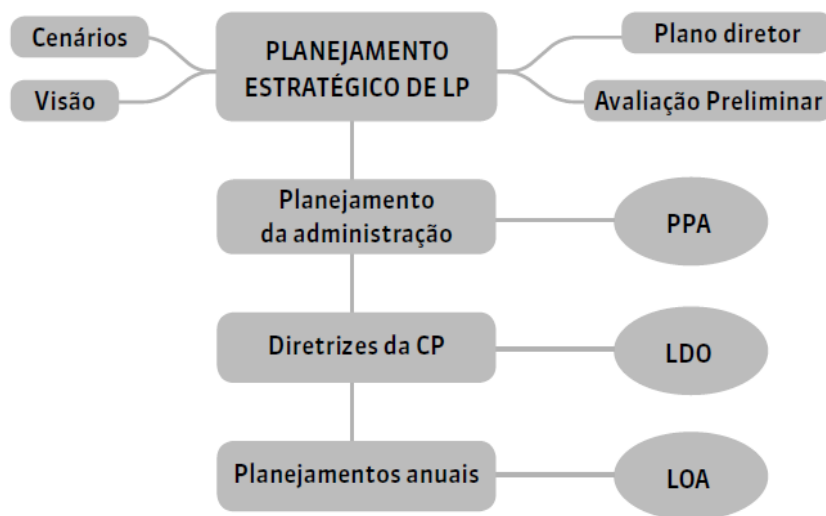 Cenários
Visão
PLANEJAMENTO
ESTRATÉGICO DE LP
Plano diretor
Avaliação Preliminar
Planejamento
da administração
PPA
Diretrizes da CP
LDO
Planejamentos anuais
LOA